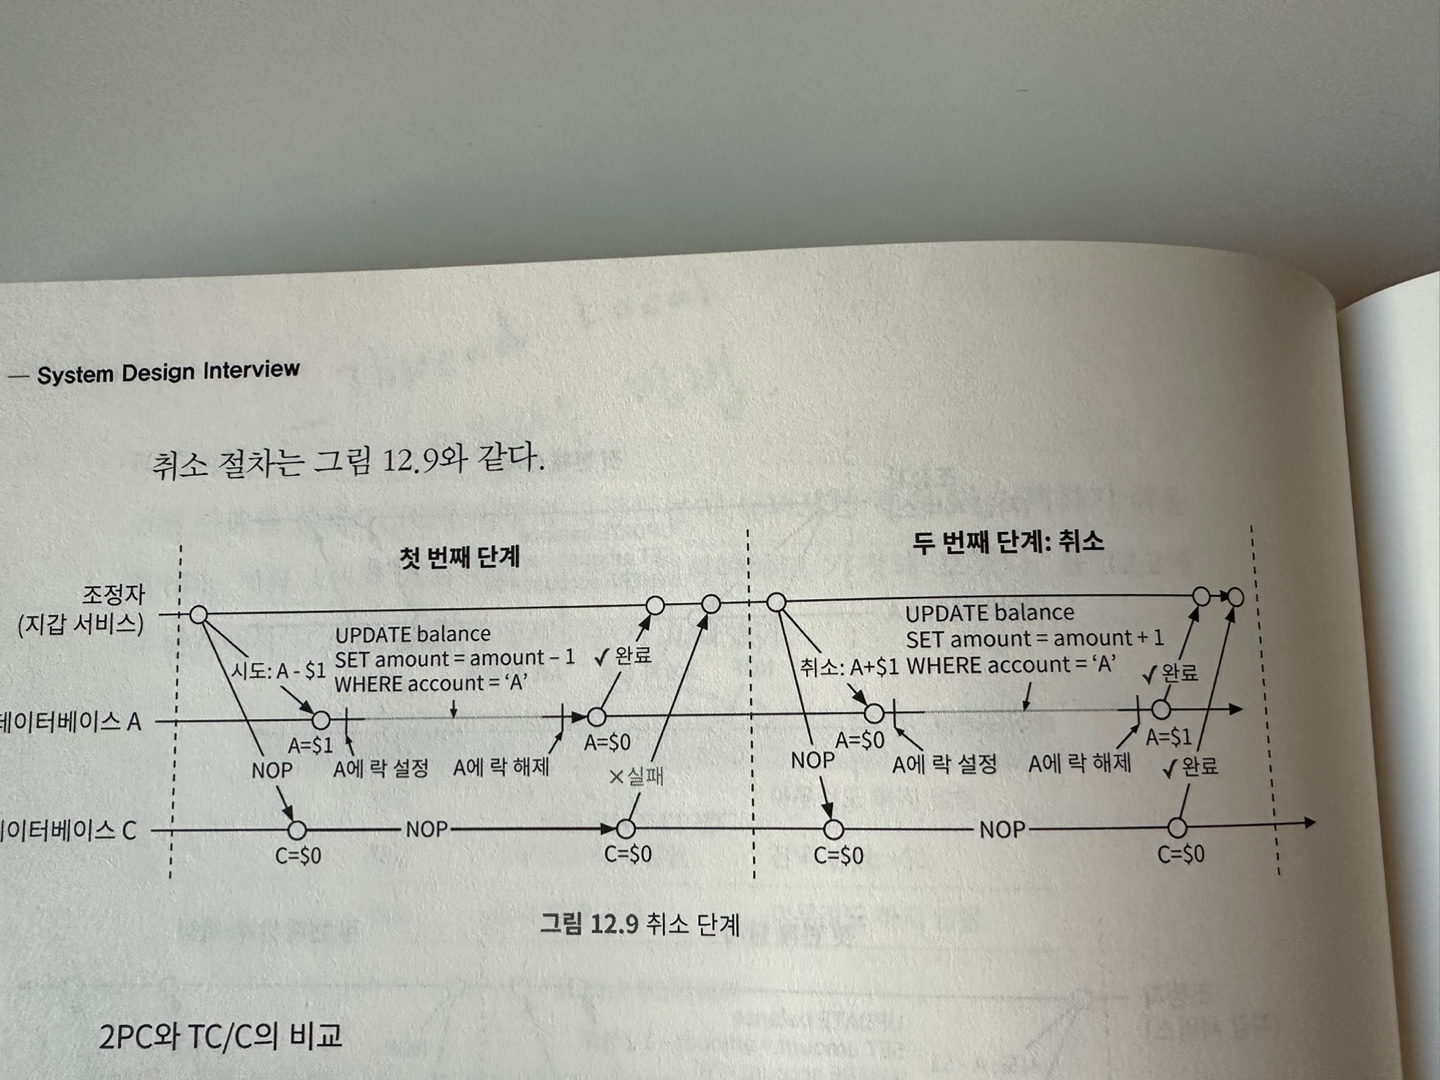 — System Design Interview
취소 절차는 그림 12.9와 같다.
첫 번째 단계
두 번째 단계: 취소
조정자
(지갑 서비스)
UPDATE balance
SET amount = amount – 1
WHERE account = ‘A’
시도: A - $1
✓ 완료
UPDATE balance
SET amount = amount + 1
WHERE account = ‘A’
취소: A+$1
✓ 완료
데이터베이스 A
A=$1
A에 락 설정
A에 락 해제
A=$0
A=$0
A에 락 설정
A에 락 해제
A=$1
NOP
×실패
NOP
✓ 완료
이터베이스 C
NOP
NOP
C=$0
C=$0
C=$0
C=$0
그림 12.9 취소 단계
2PC와 TC/C의 비교